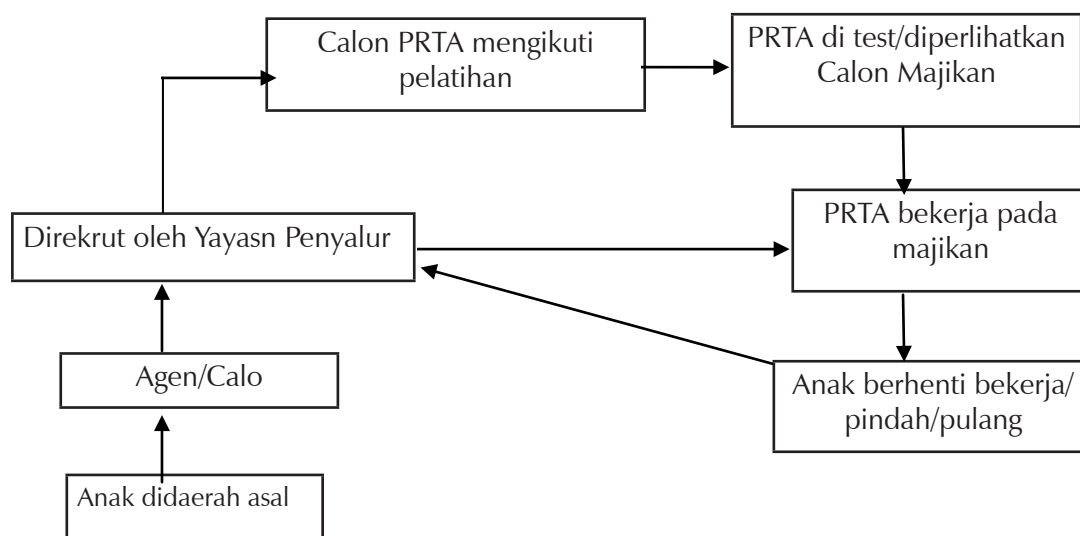 Calon PRTA mengikuti
pelatihan
PRTA di test/diperlihatkan
Calon Majikan
Direkrut oleh Yayasn Penyalur
PRTA bekerja pada
majikan
Agen/Calo
Anak berhenti bekerja/
pindah/pulang
Anak didaerah asal